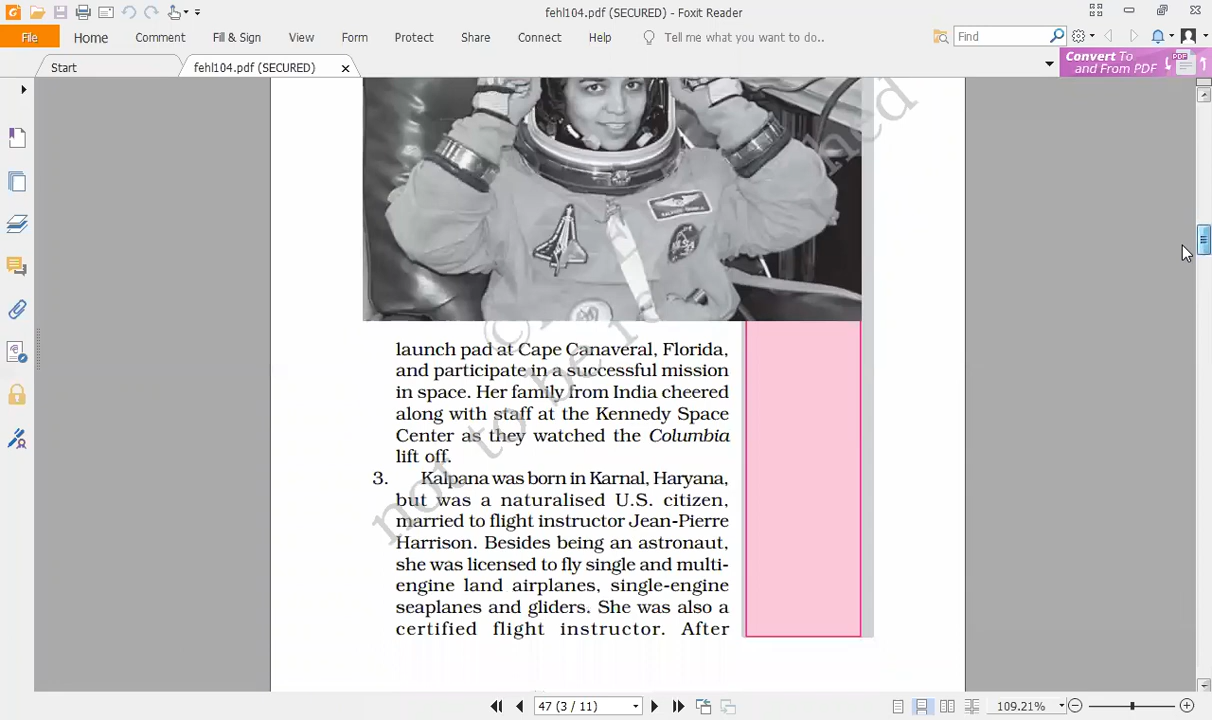 fehl104.pdf (SECURED) - Foxit Reader
File Home Comment Fill & Sign View Form Protect Share Connect Help Tell me what you want to do.. Find
Start fehl104.pdf (SECURED)
Convert To
and From PDF
PDF
launch pad at Cape Canaveral, Florida,
and participate in a successful mission
in space. Her family from India cheered
along with staff at the Kennedy Space
Center as they watched the Columbia
lift off.
3. Kalpana was born in Karnal, Haryana,
but was a naturalised U.S. citizen,
married to flight instructor Jean-Pierre
Harrison. Besides being an astronaut,
she was licensed to fly single and multi-
engine land airplanes, single-engine
seaplanes and gliders. She was also a
certified flight instructor. After
not to be
47 (3 / 11)
109.21%